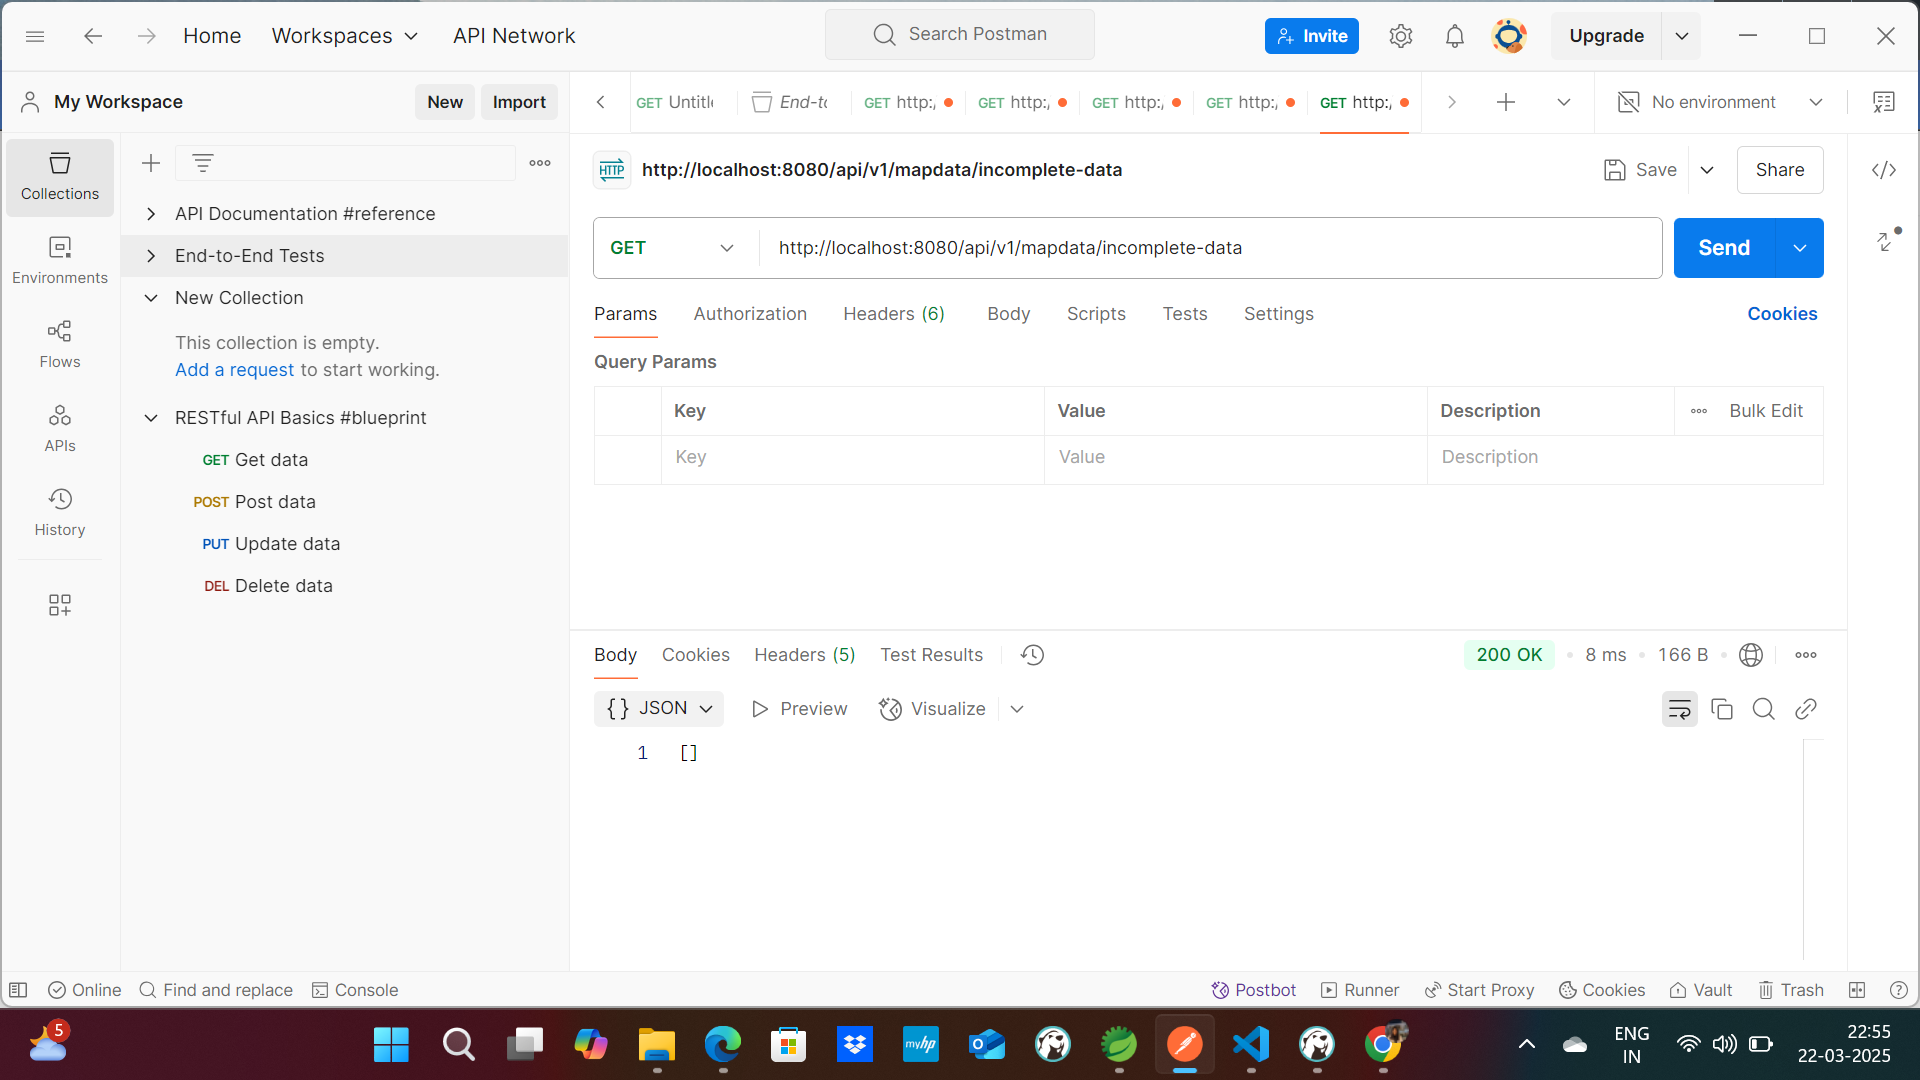 Home Workspaces API Network Search Postman Invite Upgrade
My Workspace New Import GET Untitle End-to GET http:/ GET http:/ GET http:/ GET http:/ GET http:/ No environment
HTTP http://localhost:8080/api/v1/mapdata/incomplete-data Save Share
Collections
API Documentation #reference
End-to-End Tests
New Collection
This collection is empty.
Add a request to start working.
RESTful API Basics #blueprint
GET Get data
POST Post data
PUT Update data
DEL Delete data
Environments
Flows
APIs
History
GET http://localhost:8080/api/v1/mapdata/incomplete-data Send
Params Authorization Headers (6) Body Scripts Tests Settings Cookies
Query Params
Key Value Description Bulk Edit
Key Value Description
Body Cookies Headers (5) Test Results 200 OK 8 ms 166 B
{} JSON Preview Visualize
1 []
Online Find and replace Console Postbot Runner Start Proxy Cookies Vault Trash
5
myhp
ENG
IN
22:55
22-03-2025